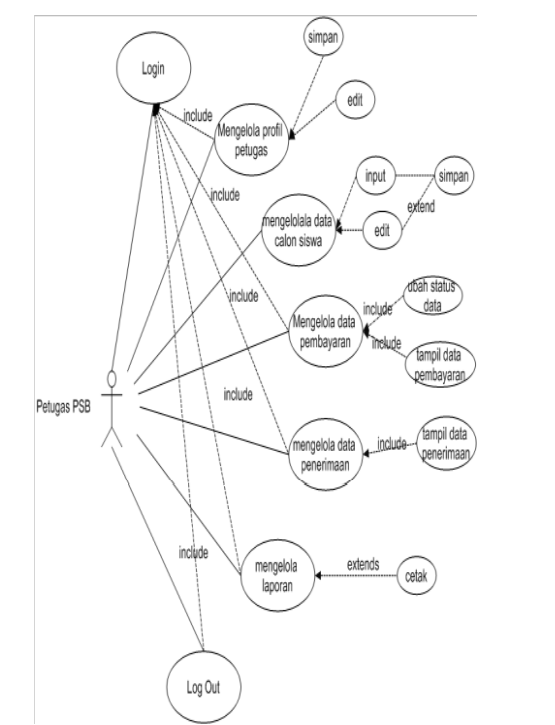 simpan
Login
edit
include
Mengelola profil
petugas
input
simpan
include
extend
mengelolala data
calon siswa
edit
ubah status
data
include
include
Mengelola data
pembayaran
include
tampil data
pembayaran
Petugas PSB
include
tampil data
penerimaan
include
mengelola data
penerimaan
include
mengelola
laporan
extends
cetak
Log Out